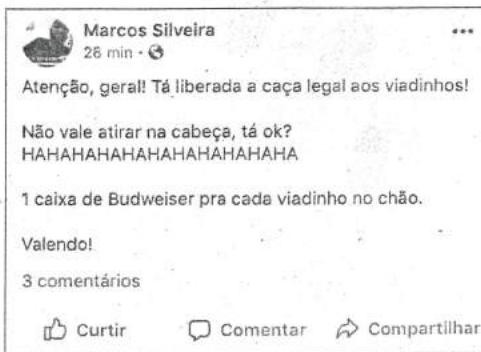 Marcos Silveira
26 min
Atenção, geral! Tá liberada a caça legal aos viadinhos!
Não vale atirar na cabeça, tá ok?
HAHAHAHAHAHAHAHAHAHAHA
1 caixa de Budweiser pra cada viadinho no chão.
Valendo!
3 comentários
Curtir Comentar Compartilhar